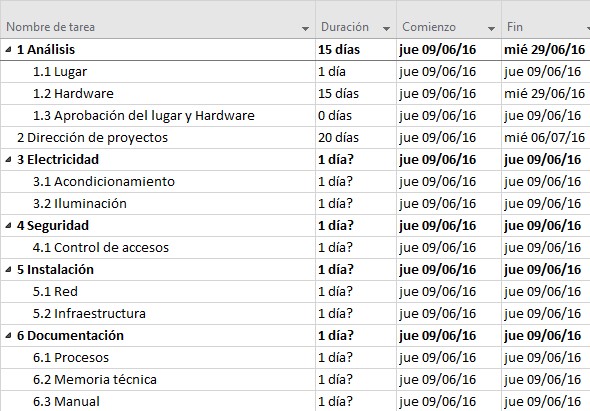 Nombre de tarea Duración Comienzo Fin
1 Análisis 15 días jue 09/06/16 mié 29/06/16
1.1 Lugar 1 día jue 09/06/16 jue 09/06/16
1.2 Hardware 15 días jue 09/06/16 mié 29/06/16
1.3 Aprobación del lugar y Hardware 0 días jue 09/06/16 jue 09/06/16
2 Dirección de proyectos 20 días jue 09/06/16 mié 06/07/16
3 Electricidad 1 día? jue 09/06/16 jue 09/06/16
3.1 Acondicionamiento 1 día? jue 09/06/16 jue 09/06/16
3.2 Iluminación 1 día? jue 09/06/16 jue 09/06/16
4 Seguridad 1 día? jue 09/06/16 jue 09/06/16
4.1 Control de accesos 1 día? jue 09/06/16 jue 09/06/16
5 Instalación 1 día? jue 09/06/16 jue 09/06/16
5.1 Red 1 día? jue 09/06/16 jue 09/06/16
5.2 Infraestructura 1 día? jue 09/06/16 jue 09/06/16
6 Documentación 1 día? jue 09/06/16 jue 09/06/16
6.1 Procesos 1 día? jue 09/06/16 jue 09/06/16
6.2 Memoria técnica 1 día? jue 09/06/16 jue 09/06/16
6.3 Manual 1 día? jue 09/06/16 jue 09/06/16